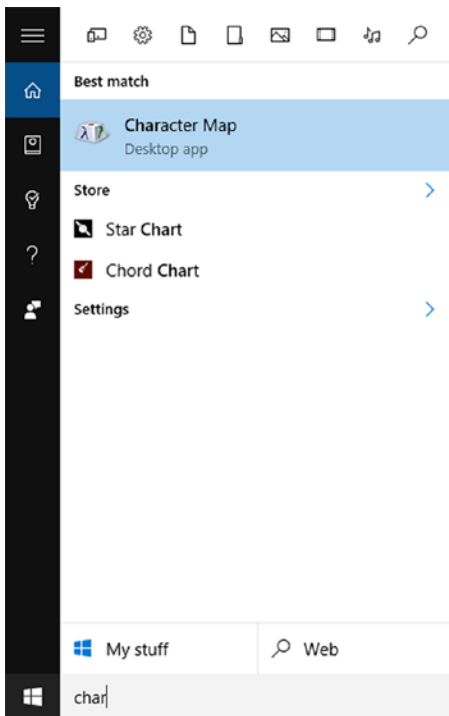 Best match
Character Map
Desktop app
Store
Star Chart
Chord Chart
Settings
My stuff
Web
char